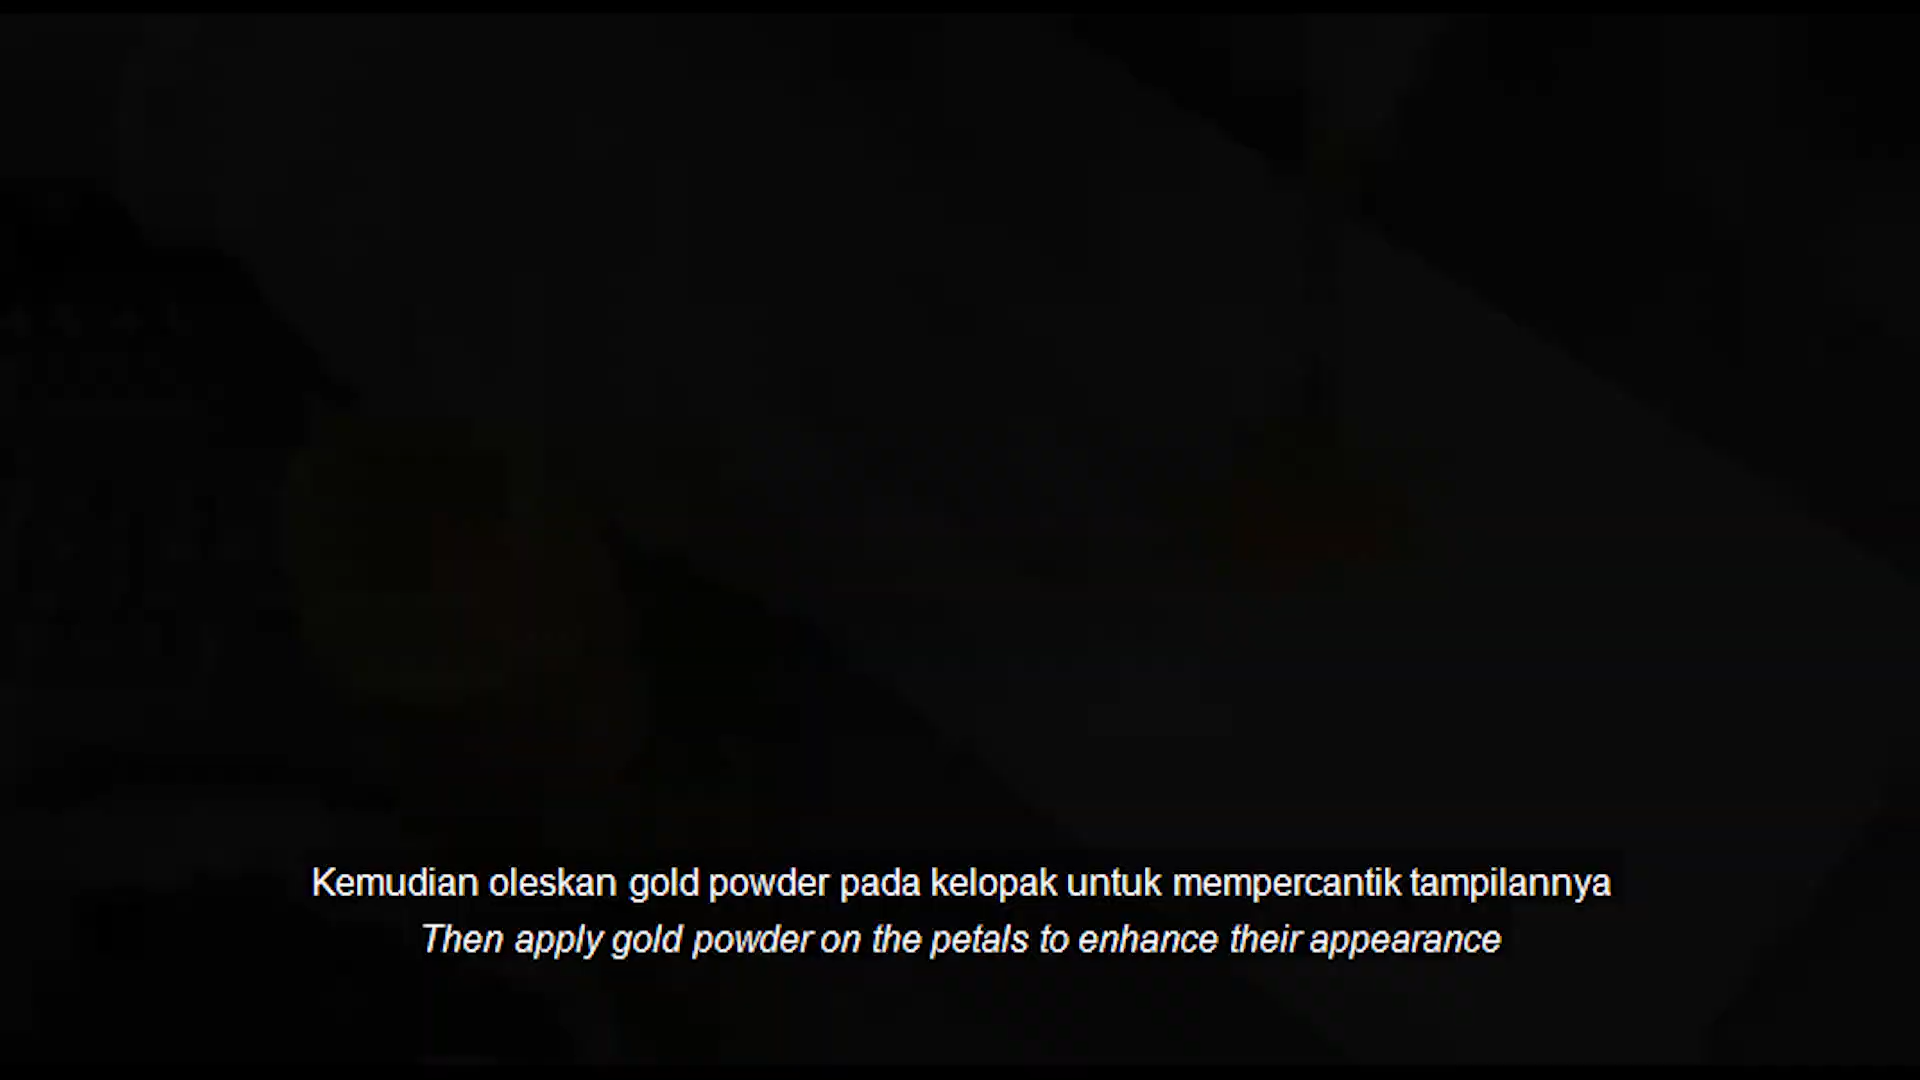 Kemudian oleskan gold powder pada kelopak untuk mempercantik tampilannya
Then apply gold powder on the petals to enhance their appearance